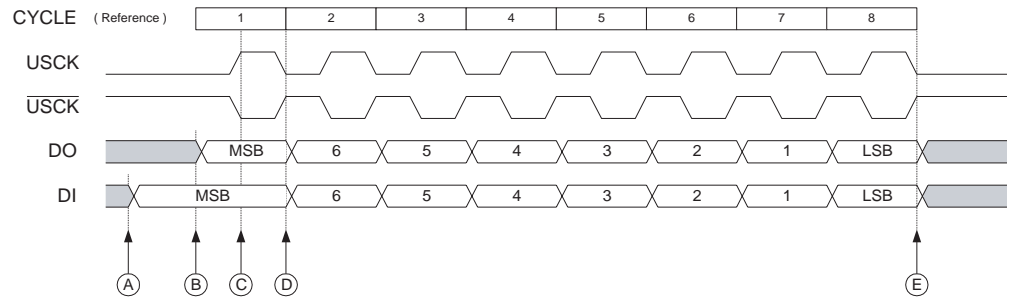 CYCLE ( Reference ) 1 2 3 4 5 6 7 8
USCK
USCK
DO MSB 6 5 4 3 2 1 LSB
DI MSB 6 5 4 3 2 1 LSB
A B C D E